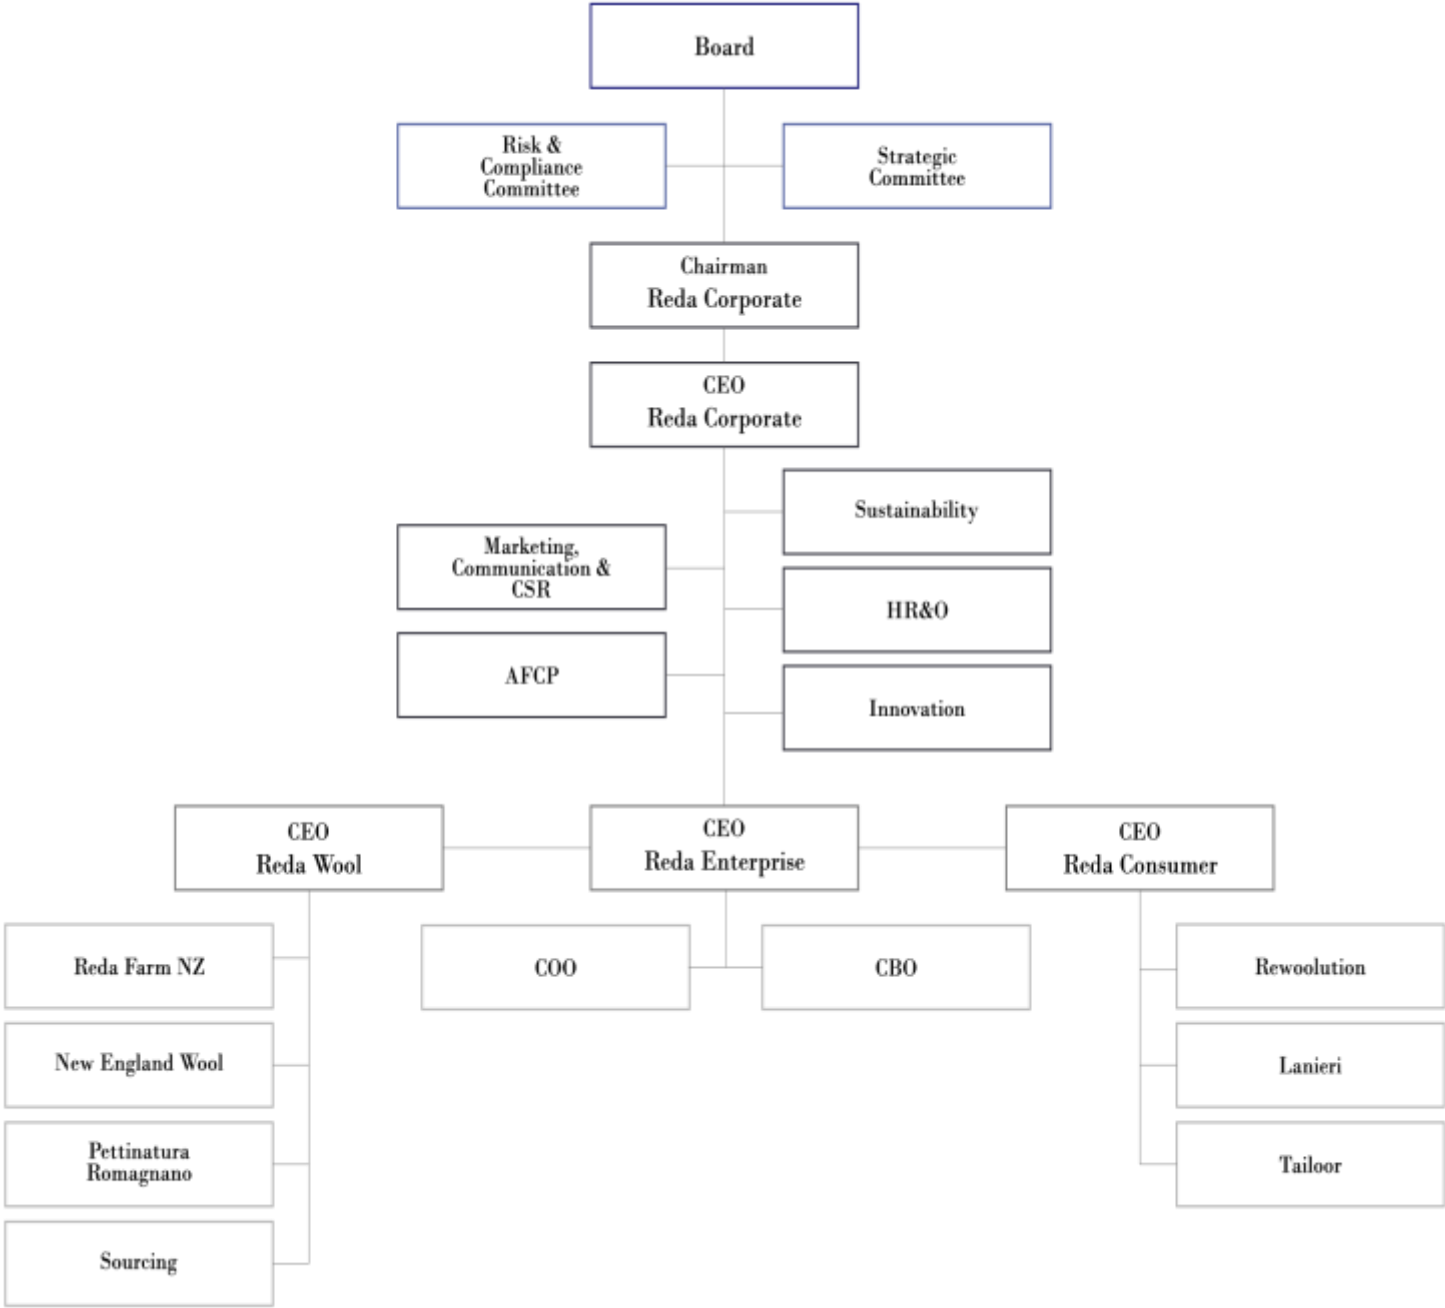 Board
Risk &
Compliance
Committee
Strategic
Committee
Chairman
Reda Corporate
CEO
Reda Corporate
Sustainability
Marketing,
Communication &
CSR
HR&O
AFCP
Innovation
CEO
Reda Wool
CEO
Reda Enterprise
CEO
Reda Consumer
Reda Farm NZ
COO
CBO
Rewoolution
New England Wool
Lanieri
Pettinatura
Romagnano
Tailoor
Sourcing